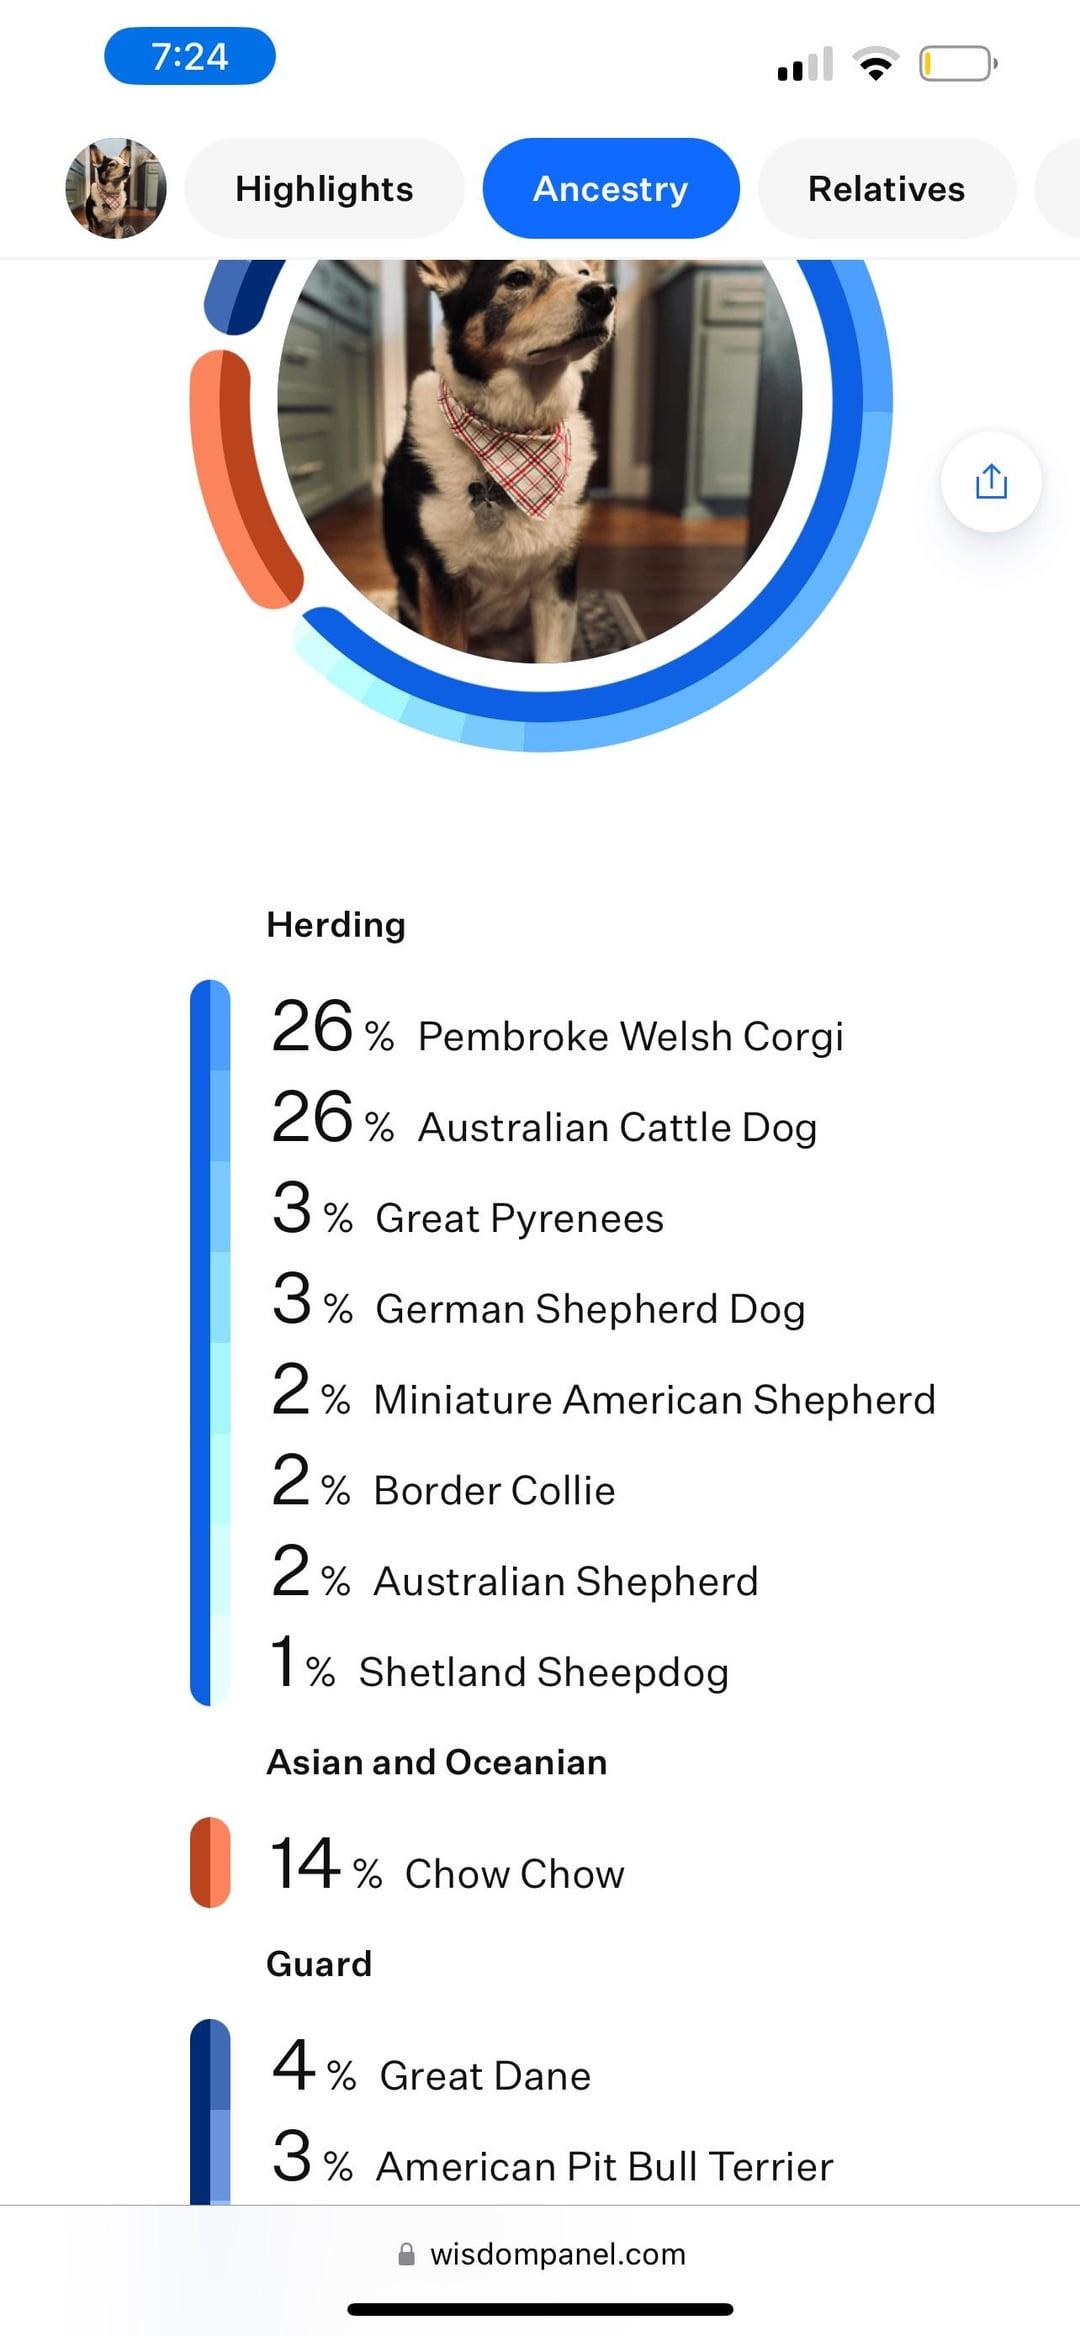 7:24
Highlights Ancestry Relatives
Herding
26 % Pembroke Welsh Corgi
26 % Australian Cattle Dog
3 % Great Pyrenees
3 % German Shepherd Dog
2 % Miniature American Shepherd
2 % Border Collie
2 % Australian Shepherd
1 % Shetland Sheepdog
Asian and Oceanian
14 % Chow Chow
Guard
4 % Great Dane
3 % American Pit Bull Terrier
wisdompanel.com